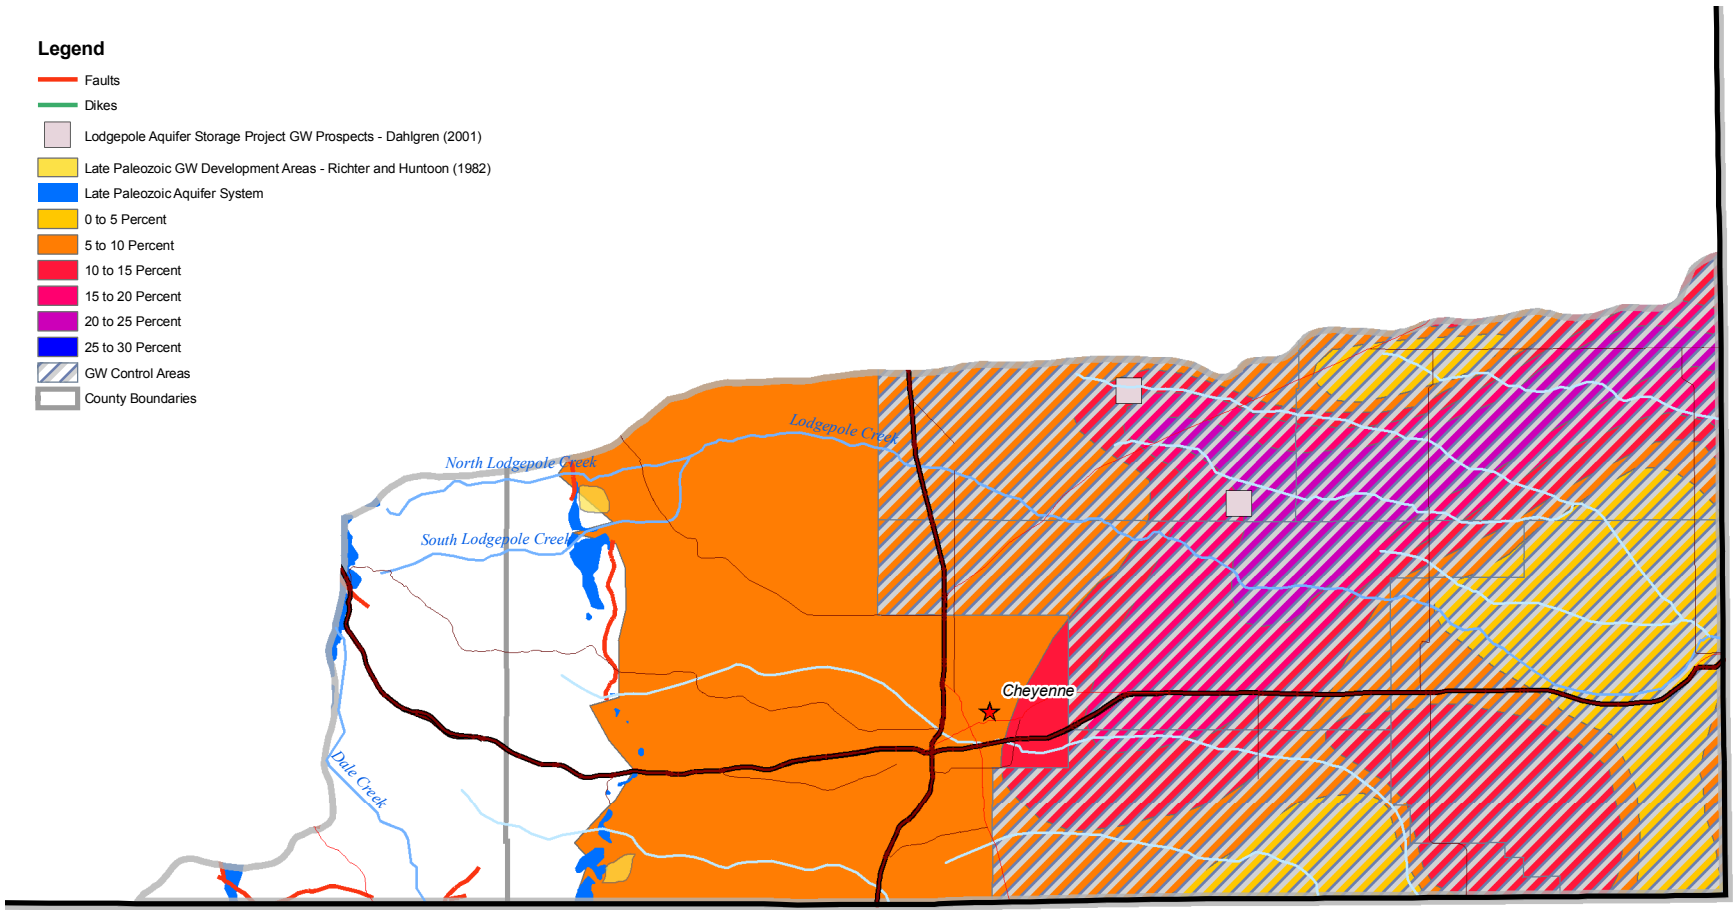 Legend
Faults
Dikes
Lodgepole Aquifer Storage Project GW Prospects - Dahlgren (2001)
Late Paleozoic GW Development Areas - Richter and Huntoon (1982)
Late Paleozoic Aquifer System
0 to 5 Percent
5 to 10 Percent
10 to 15 Percent
15 to 20 Percent
20 to 25 Percent
25 to 30 Percent
GW Control Areas
County Boundaries
Lodgepole Creek
North Lodgepole Creek
South Lodgepole Creek
Cheyenne
Dale Creek